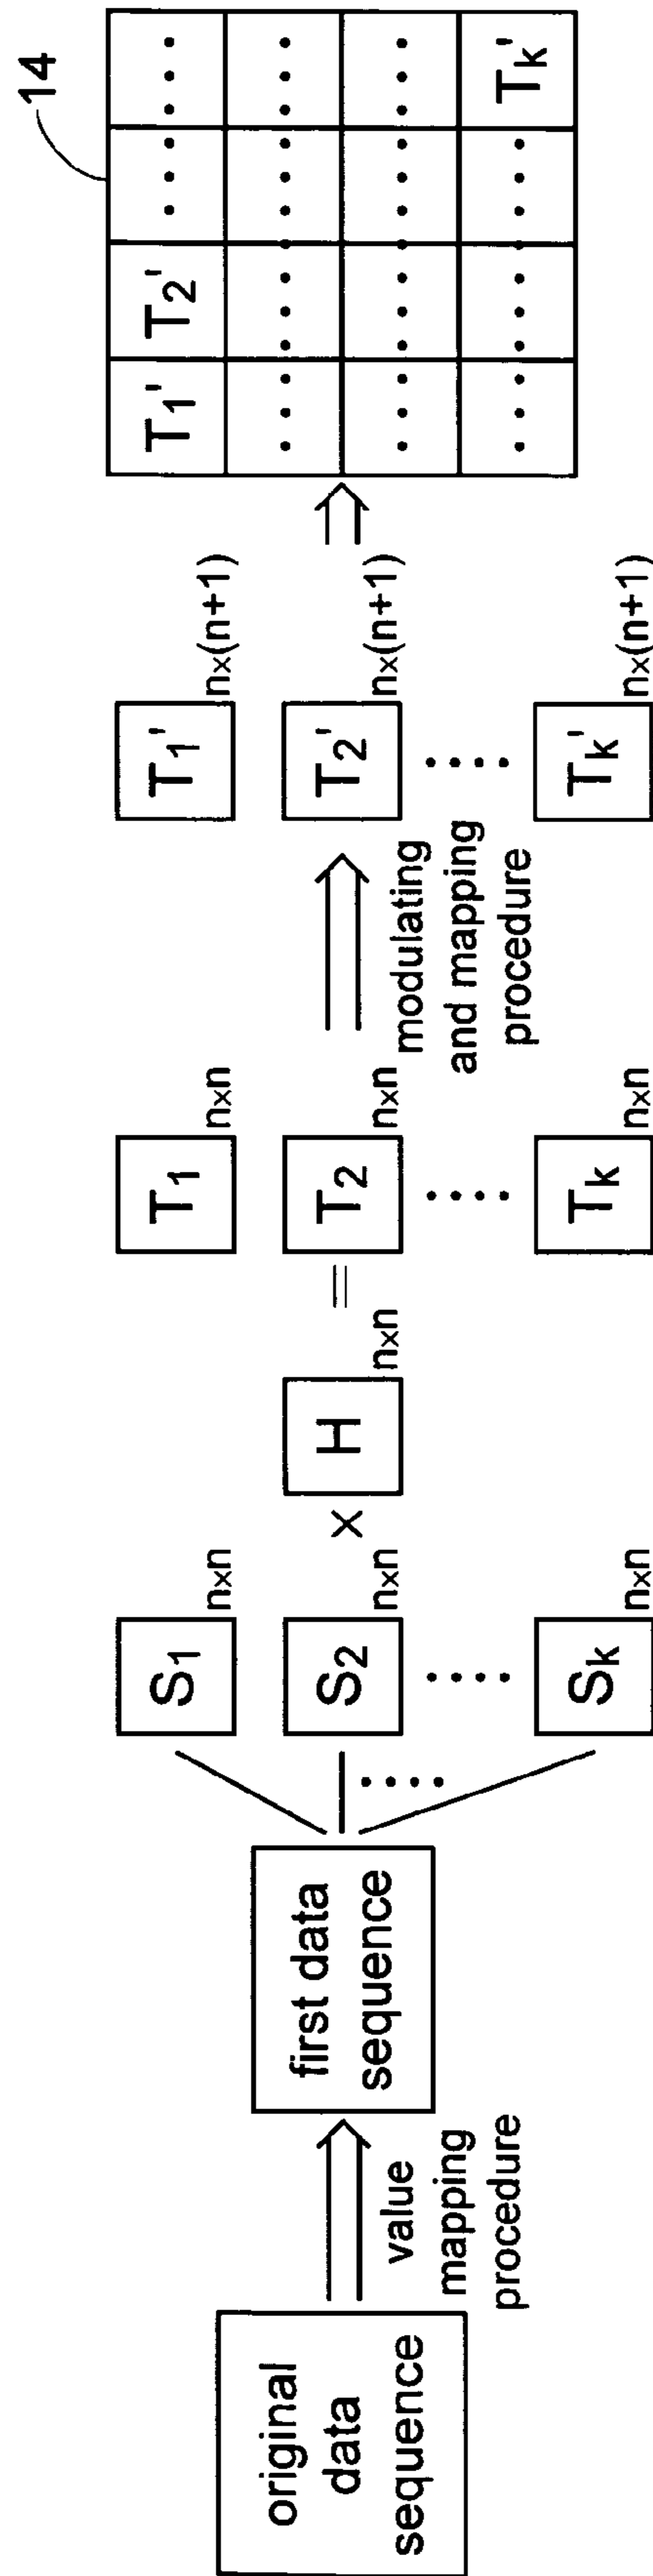 original
data
sequence
value
mapping
procedure
first data
sequence
S1 n×n
S2 n×n
....
....
Sk n×n
×
H n×n
=
T1 n×n
T2 n×n
....
Tk n×n
modulating
and mapping
procedure
T1' n×(n+1)
T2' n×(n+1)
....
Tk' n×(n+1)
14
T1' T2' ... ...
... ... ... ...
... ... ... ...
... ... ... Tk'